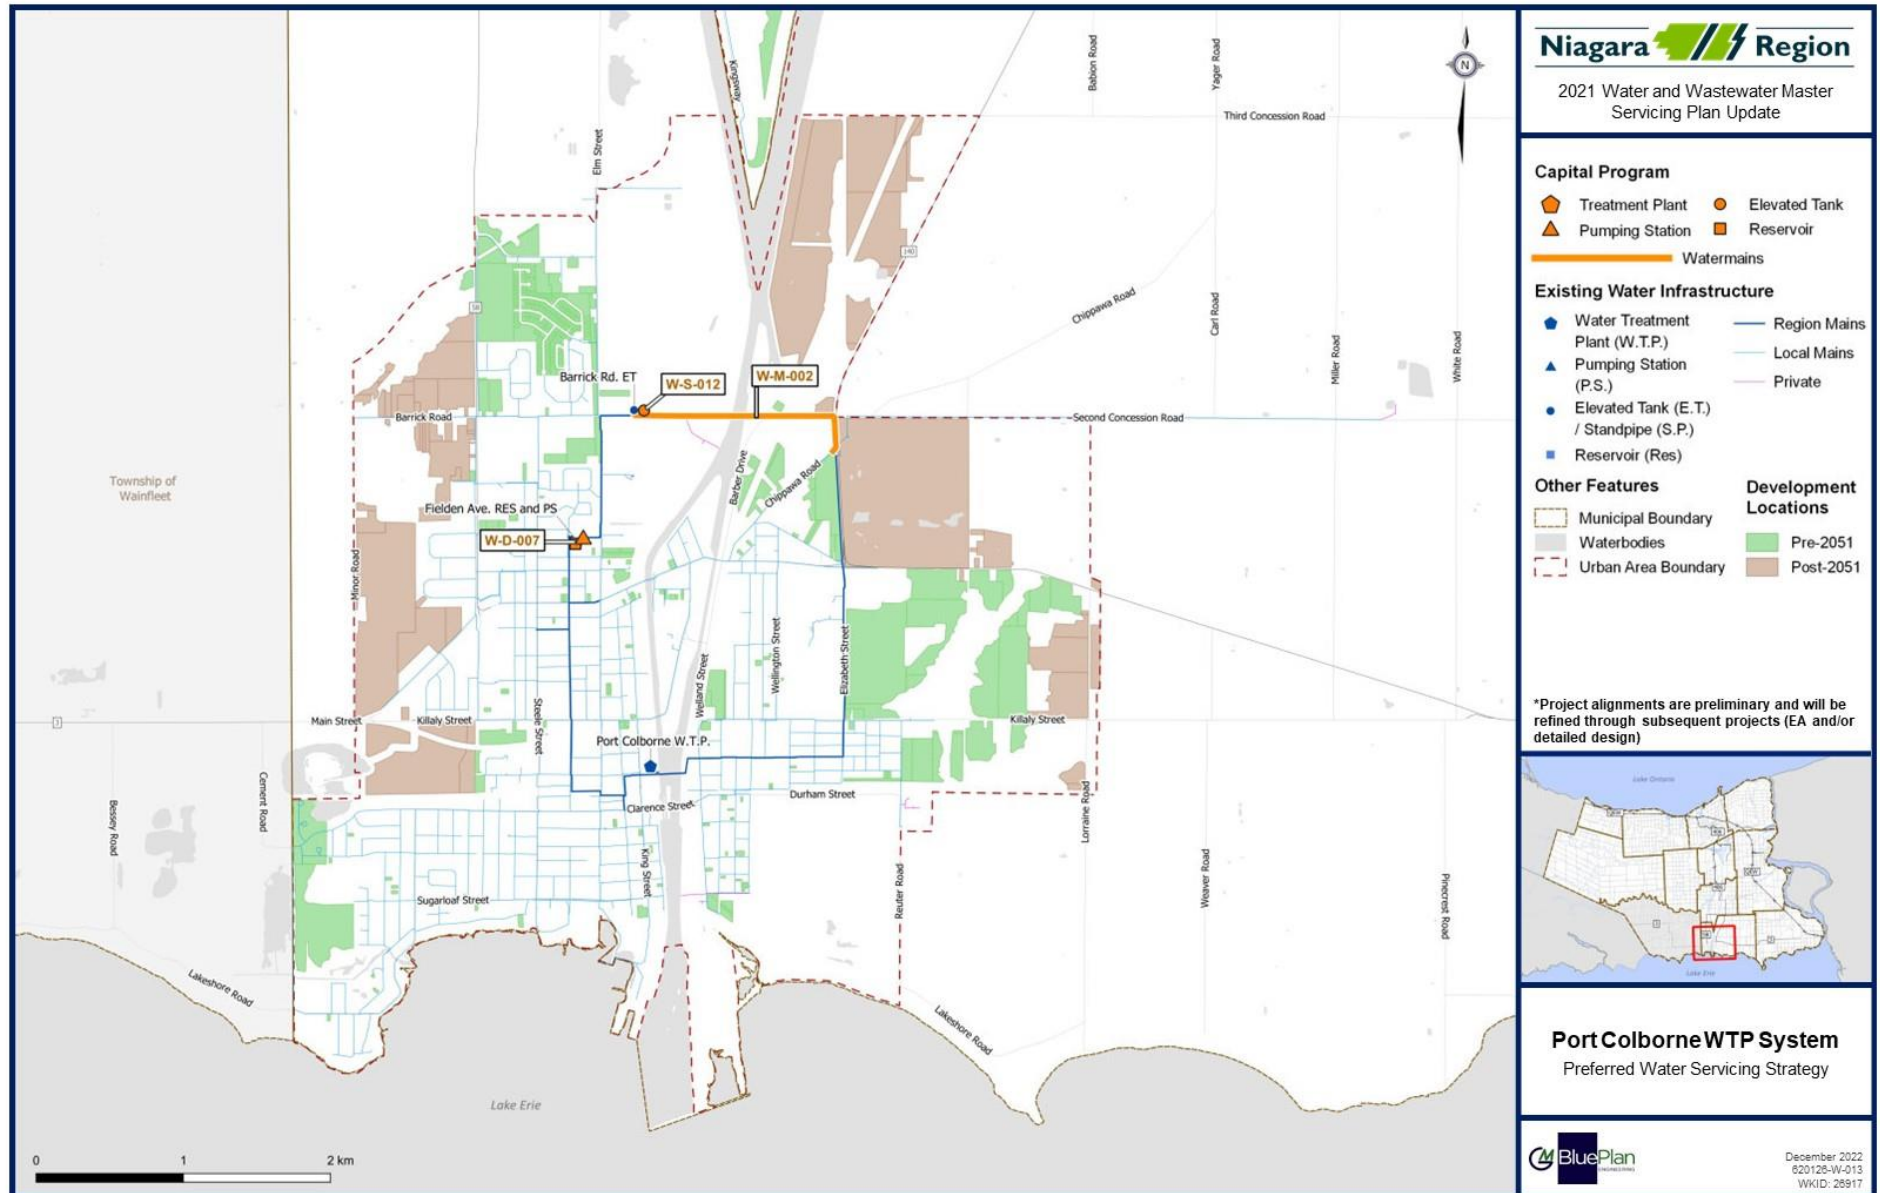 Kingsway
Elm Street
Babion Road
Yager Road
N
Third Concession Road
140
58
Chippawa Road
Carl Road
Miller Road
White Road
Barrick Rd. ET
W-S-012
W-M-002
Barrick Road
Second Concession Road
Township of
Wainfleet
Barber Drive
Chippawa Road
Fielden Ave. RES and PS
W-D-007
Minor Road
Steele Street
Welland Street
Wellington Street
Elizabeth Street
3
Main Street
Killaly Street
Killaly Street
Port Colborne W.T.P.
Bessey Road
Cement Road
Clarence Street
Durham Street
Lorraine Road
King Street
Sugarloaf Street
Reuter Road
Weaver Road
Pinecrest Road
Lakeshore Road
Lakeshore Road
Lake Erie
0 1 2 km
Niagara Region
2021 Water and Wastewater Master
Servicing Plan Update
Capital Program
Treatment Plant
Elevated Tank
Pumping Station
Reservoir
Watermains
Existing Water Infrastructure
Water Treatment
Plant (W.T.P.)
Pumping Station
(P.S.)
Elevated Tank (E.T.)
/ Standpipe (S.P.)
Reservoir (Res)
Region Mains
Local Mains
Private
Other Features
Municipal Boundary
Waterbodies
Urban Area Boundary
Development
Locations
Pre-2051
Post-2051
*Project alignments are preliminary and will be
refined through subsequent projects (EA and/or
detailed design)
Lake Ontario
Lake Erie
Port Colborne WTP System
Preferred Water Servicing Strategy
GM BluePlan
ENGINEERING
December 2022
620126-W-013
WKID: 26917